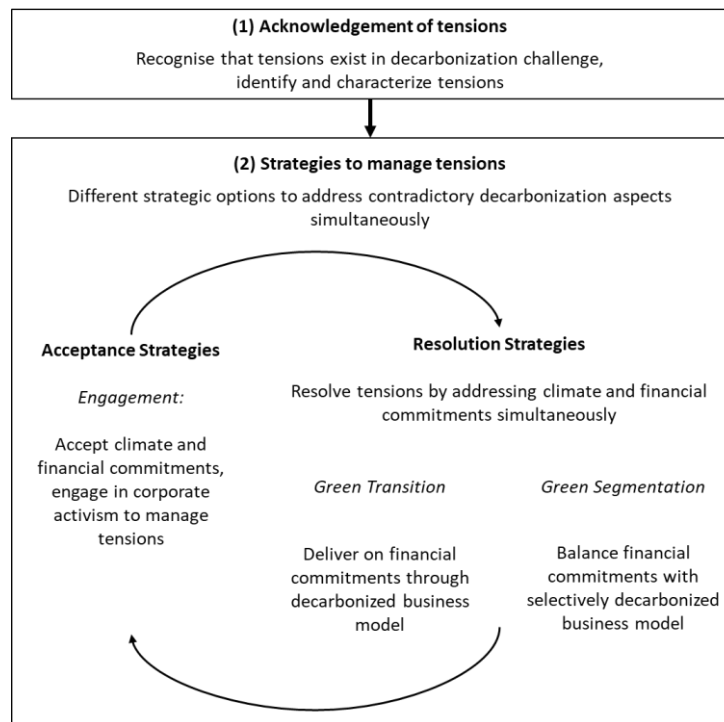 (1) Acknowledgement of tensions
Recognise that tensions exist in decarbonization challenge,
identify and characterize tensions
(2) Strategies to manage tensions
Different strategic options to address contradictory decarbonization aspects
simultaneously
Acceptance Strategies
Engagement:
Accept climate and
financial commitments,
engage in corporate
activism to manage
tensions
Resolution Strategies
Resolve tensions by addressing climate and financial
commitments simultaneously
Green Transition
Deliver on financial
commitments through
decarbonized business
model
Green Segmentation
Balance financial
commitments with
selectively decarbonized
business model